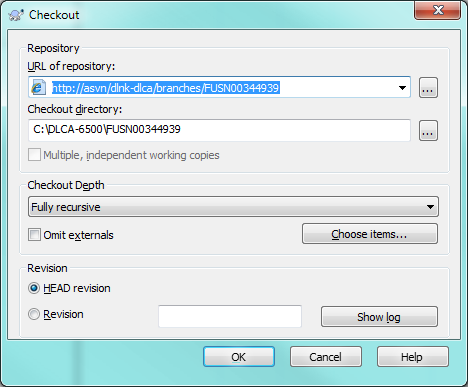 Checkout
Repository
URL of repository:
http://asvn/dlnk-dlca/branches/FUSN00344939
...
Checkout directory:
C:\DLCA-6500\FUSN00344939
...
Multiple, independent working copies
Checkout Depth
Fully recursive
Omit externals
Choose items...
Revision
HEAD revision
Revision
Show log
OK
Cancel
Help